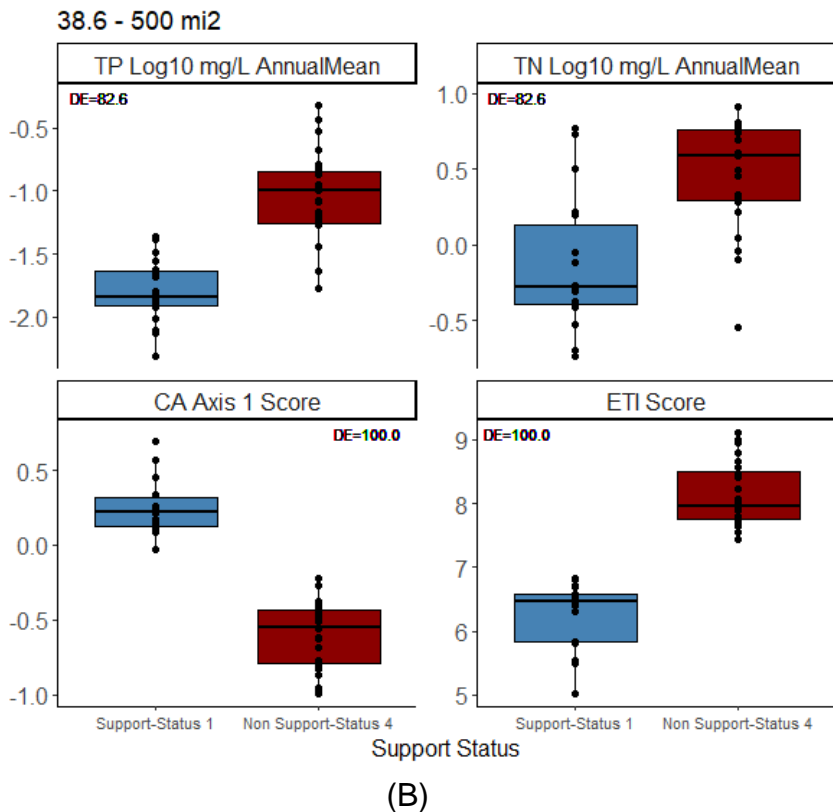 38.6 - 500 mi2
TP Log10 mg/L AnnualMean
TN Log10 mg/L AnnualMean
DE=82.6
-0.5
-1.0
-1.5
-2.0
DE=82.6
1.0
0.5
0.0
-0.5
CA Axis 1 Score
ETI Score
DE=100.0
0.5
0.0
-0.5
-1.0
DE=100.0
9
8
7
6
5
Support-Status 1
Non Support-Status 4
Support-Status 1
Non Support-Status 4
Support Status
(B)